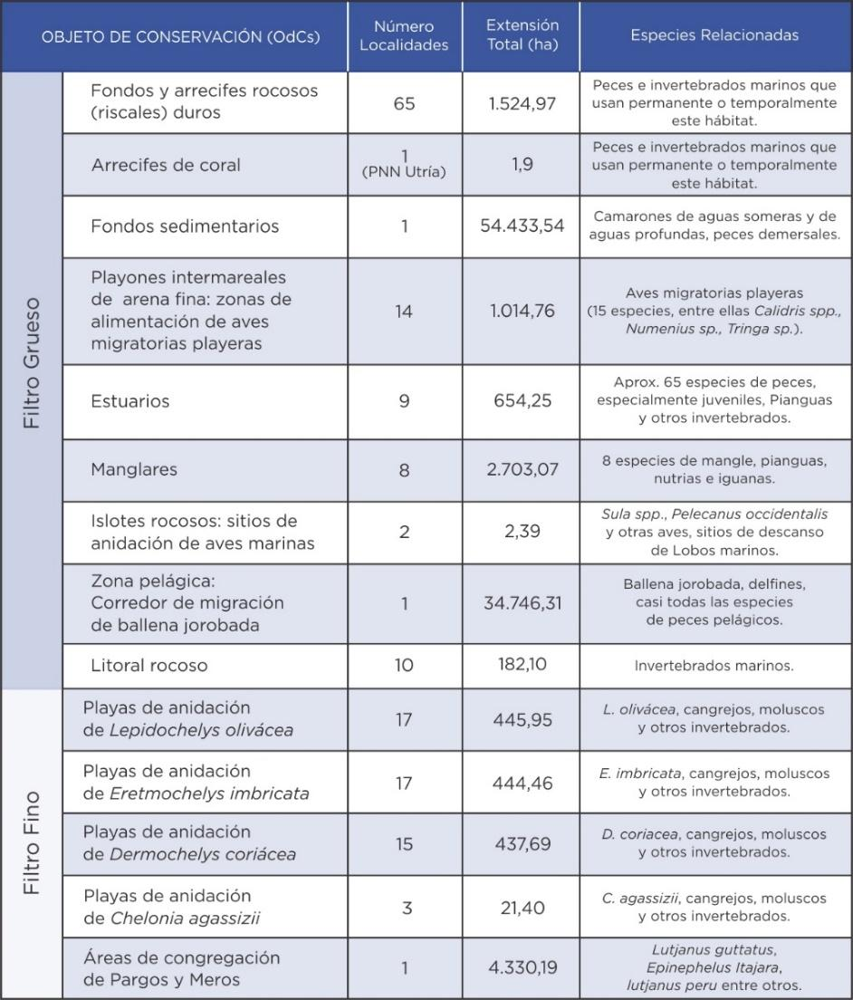 OBJETO DE CONSERVACIÓN (OdCs)
Número
Localidades
Extensión
Total (ha)
Especies Relacionadas
Filtro Grueso
Fondos y arrecifes rocosos
(riscales) duros
65
1.524,97
Peces e invertebrados marinos que
usan permanente o temporalmente
este hábitat.
Arrecifes de coral
1
(PNN Utría)
1,9
Peces e invertebrados marinos que
usan permanente o temporalmente
este hábitat.
Fondos sedimentarios
1
54.433,54
Camarones de aguas someras y de
aguas profundas, peces demersales.
Playones intermareales
de arena fina: zonas de
alimentación de aves
migratorias playeras
14
1.014,76
Aves migratorias playeras
(15 especies, entre ellas Calidris spp.,
Numenius sp., Tringa sp.).
Estuarios
9
654,25
Aprox. 65 especies de peces,
especialmente juveniles, Pianguas
y otros invertebrados.
Manglares
8
2.703,07
8 especies de mangle, pianguas,
nutrias e iguanas.
Islotes rocosos: sitios de
anidación de aves marinas
2
2,39
Sula spp., Pelecanus occidentalis
y otras aves, sitios de descanso
de Lobos marinos.
Zona pelágica:
Corredor de migración
de ballena jorobada
1
34.746,31
Ballena jorobada, delfines,
casi todas las especies
de peces pelágicos.
Litoral rocoso
10
182,10
Invertebrados marinos.
Filtro Fino
Playas de anidación
de Lepidochelys olivácea
17
445,95
L. olivácea, cangrejos, moluscos
y otros invertebrados.
Playas de anidación
de Eretmochelys imbricata
17
444,46
E. imbricata, cangrejos, moluscos
y otros invertebrados.
Playas de anidación
de Dermochelys coriácea
15
437,69
D. coriacea, cangrejos, moluscos
y otros invertebrados.
Playas de anidación
de Chelonia agassizii
3
21,40
C. agassizii, cangrejos, moluscos
y otros invertebrados.
Áreas de congregación
de Pargos y Meros
1
4.330,19
Lutjanus guttatus,
Epinephelus Itajara,
lutjanus peru entre otros.